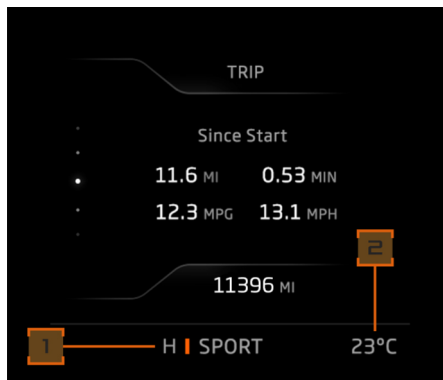 TRIP
Since Start
11.6 MI 0.53 MIN
12.3 MPG 13.1 MPH
2
11396 MI
1 H SPORT 23°C